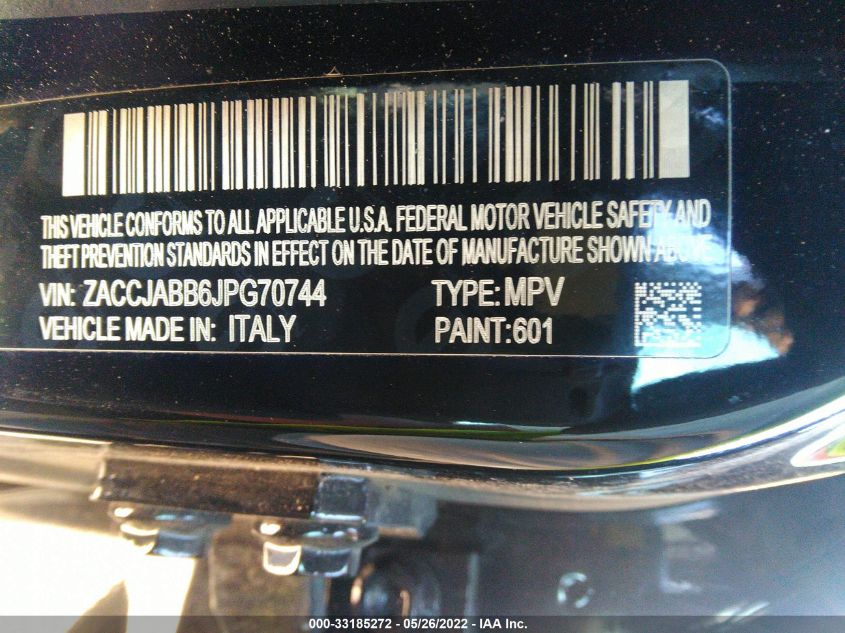 THIS VEHICLE CONFORMS TO ALL APPLICABLE U.S.A. FEDERAL MOTOR VEHICLE SAFETY AND
THEFT PREVENTION STANDARDS IN EFFECT ON THE DATE OF MANUFACTURE SHOWN ABOVE
VIN: ZACCJABB6JPG70744 TYPE: MPV
VEHICLE MADE IN: ITALY PAINT:601
000-33185272 - 05/26/2022 - IAA Inc.